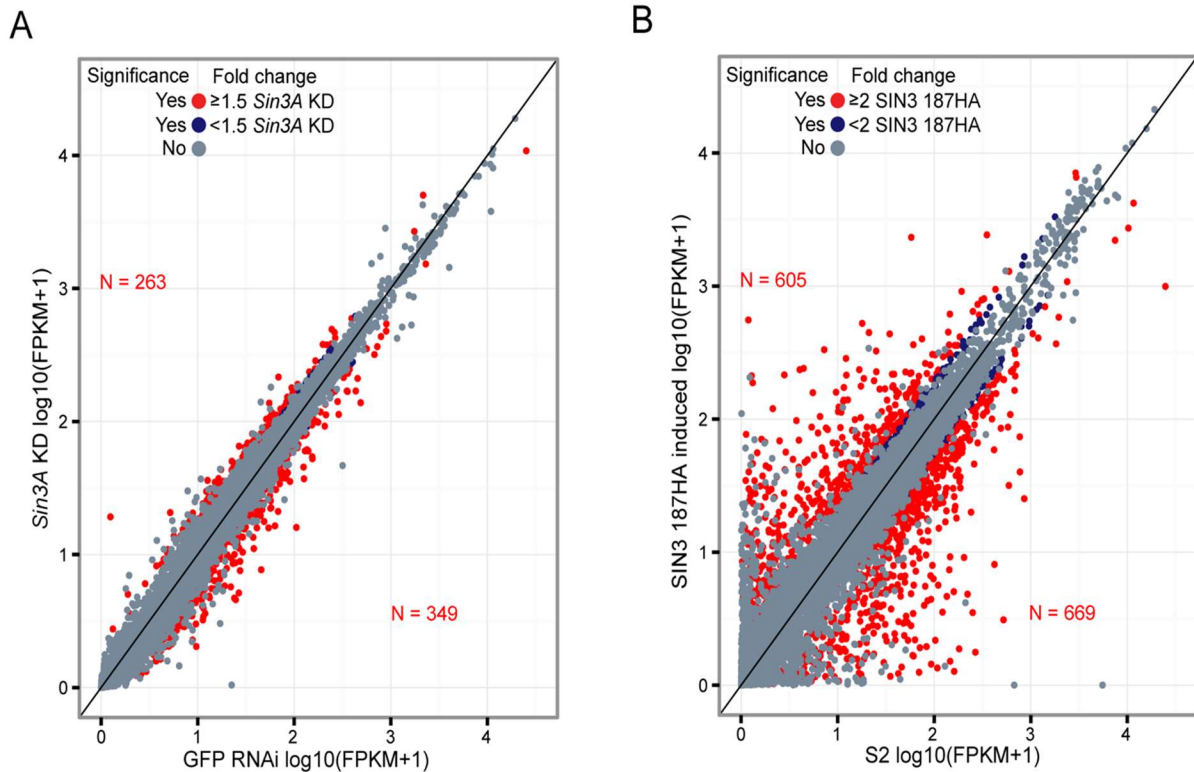 A
Significance Fold change
Yes ≥1.5 Sin3A KD
Yes <1.5 Sin3A KD
No
N = 263
N = 349
4
3
2
1
0
Sin3A KD log10(FPKM+1)
0 1 2 3 4
GFP RNAi log10(FPKM+1)
B
Significance Fold change
Yes ≥2 SIN3 187HA
Yes <2 SIN3 187HA
No
N = 605
N = 669
4
3
2
1
0
SIN3 187HA induced log10(FPKM+1)
0 1 2 3 4
S2 log10(FPKM+1)